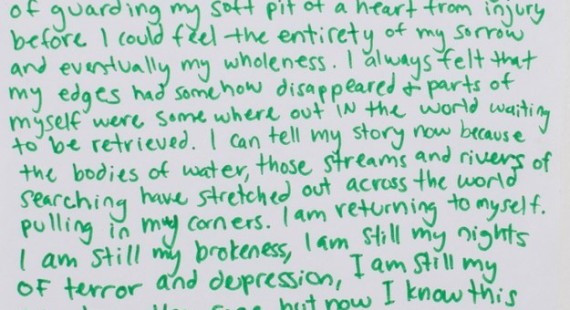 of guarding my soft pit of a heart from injury
before I could feel the entirety of my sorrow
and eventually my wholeness. I always felt that
my edges had somehow disappeared & parts of
myself were some where out IN the world waiting
to be retrieved. I can tell my story now because
the bodies of water, those streams and rivers of
searching have stretched out across the world
pulling in my corners. I am returning to myself.
I am still my brokeness, I am still my nights
OF terror and depression, I am still my
but now I know this